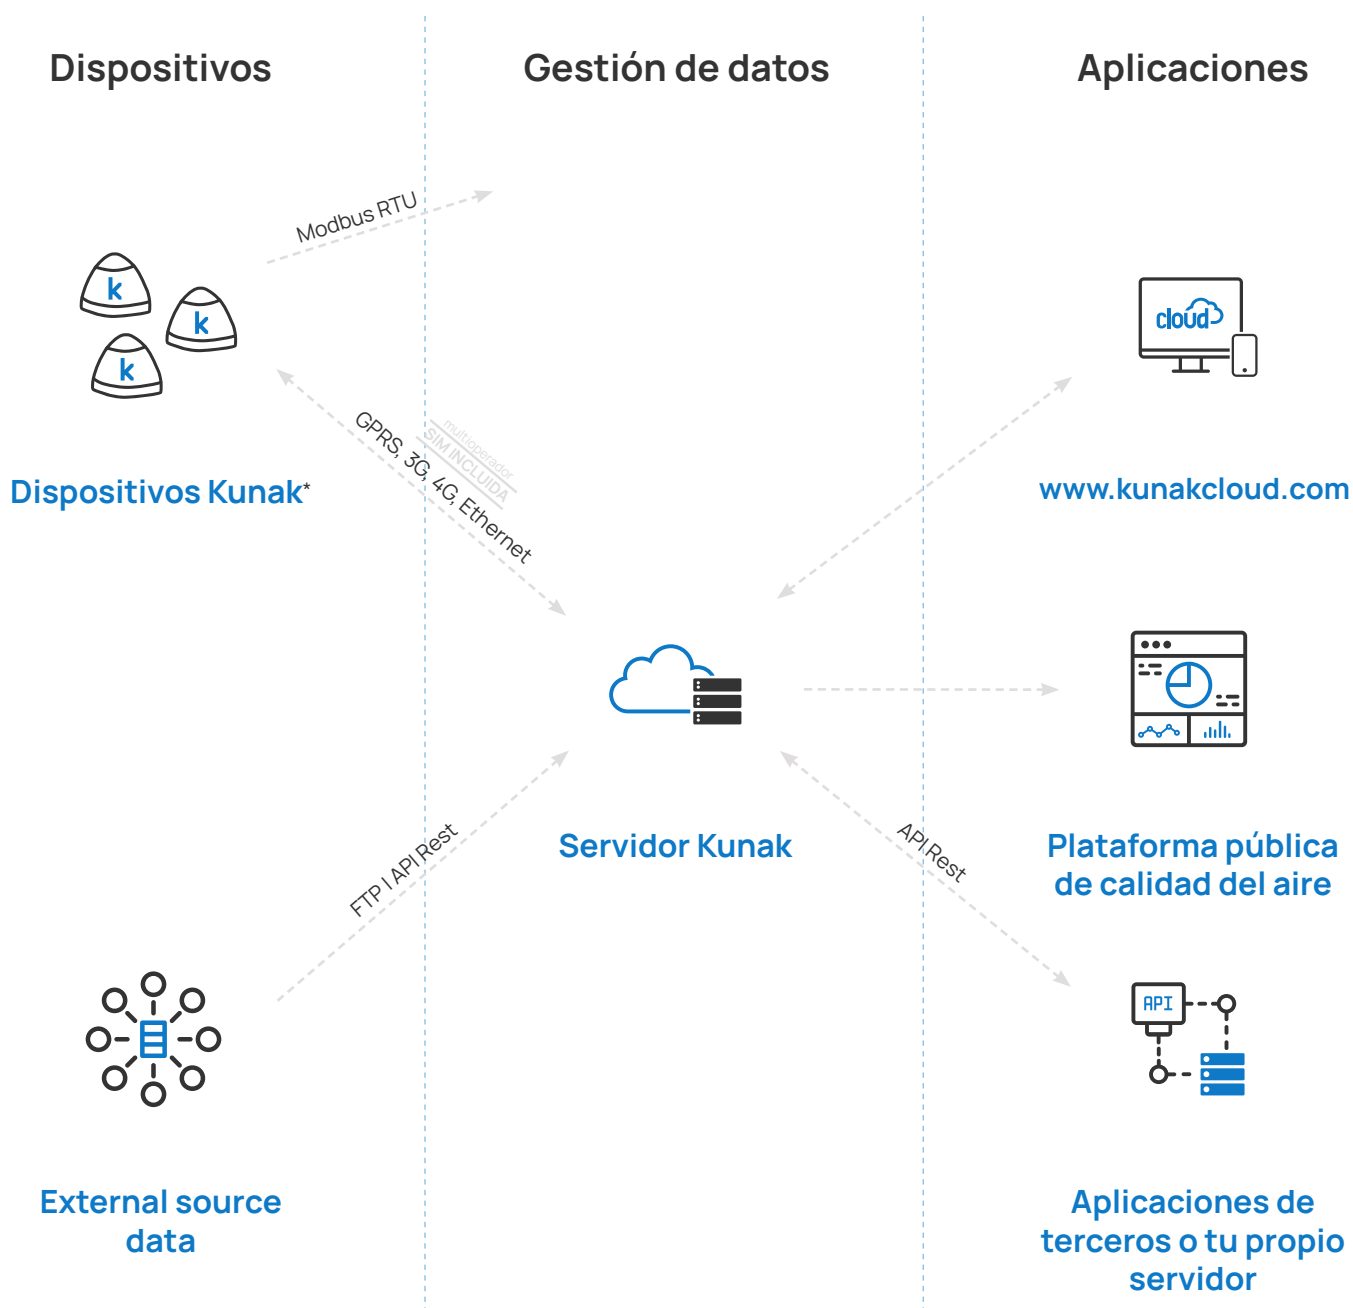 Dispositivos
Gestión de datos
Aplicaciones
Modbus RTU
k
k
k
cloud
GPRS, 3G, 4G, Ethernet
multioperador
SIM INCLUIDA
Dispositivos Kunak*
www.kunakcloud.com
Servidor Kunak
FTP | API Rest
API Rest
Plataforma pública
de calidad del aire
API
External source
data
Aplicaciones de
terceros o tu propio
servidor